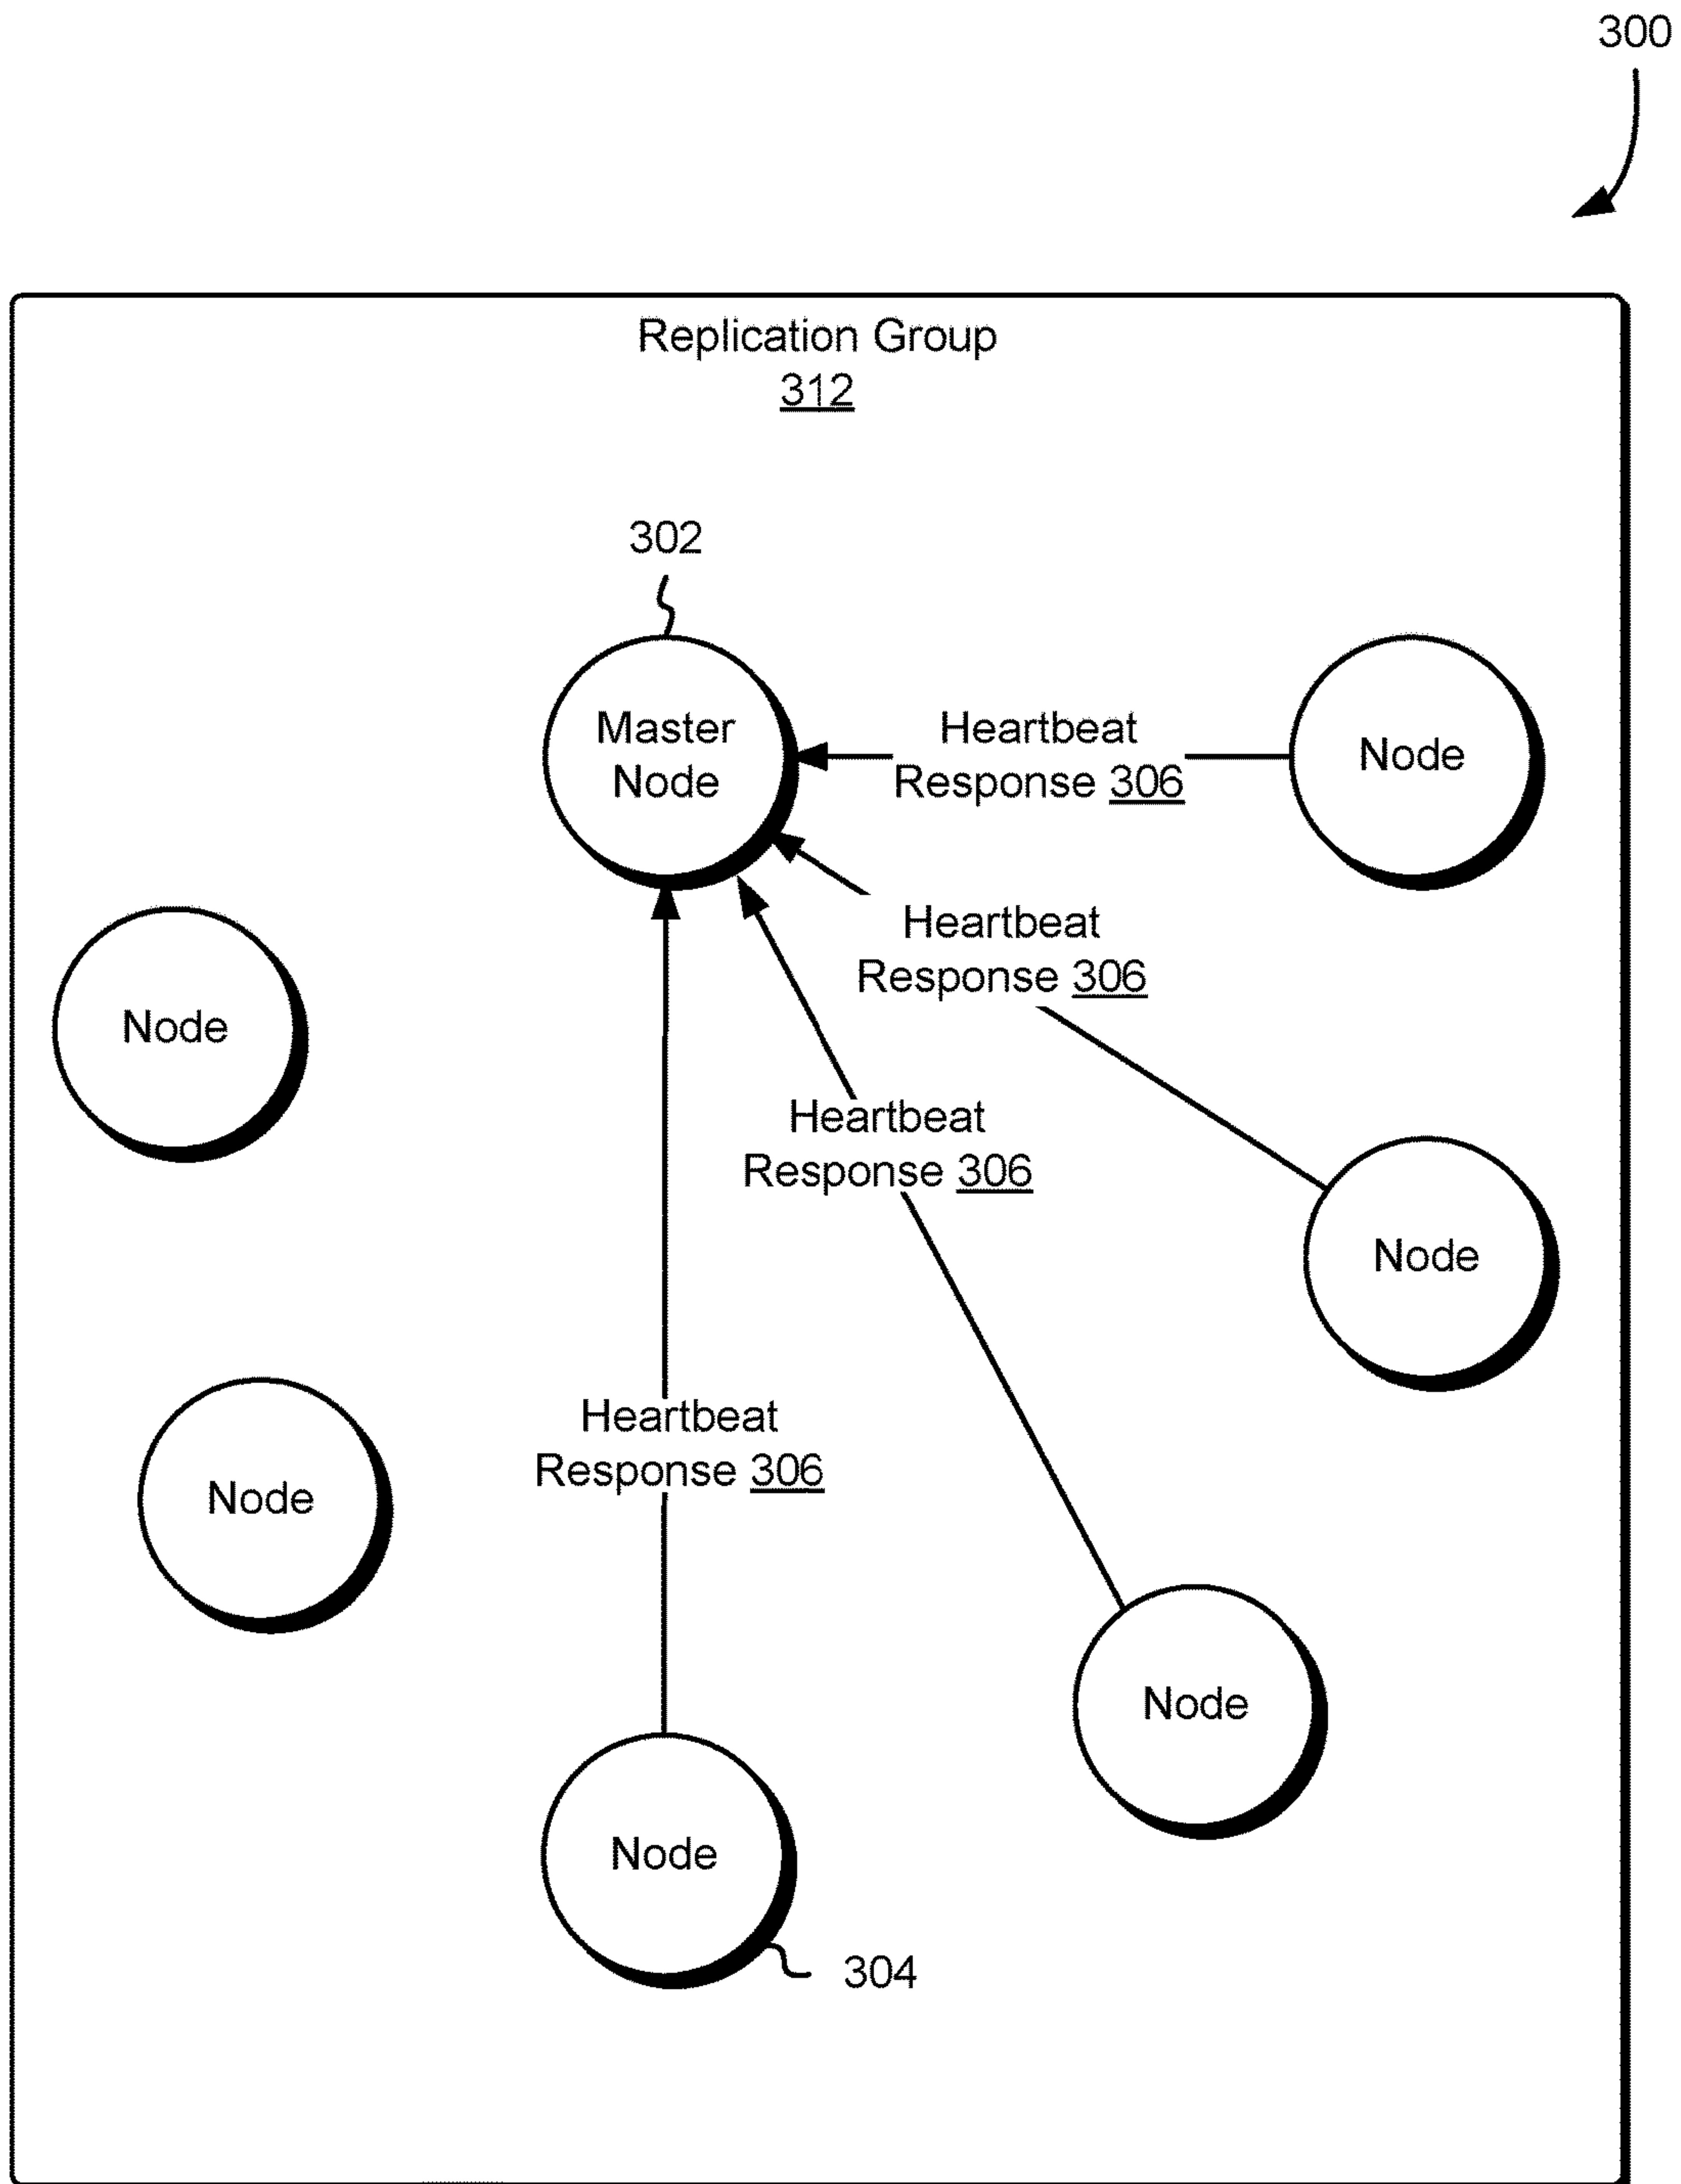 300
Replication Group
312
302
Master
Node
Heartbeat
Response 306
Node
Heartbeat
Response 306
Node
Heartbeat
Response 306
Node
Heartbeat
Response 306
Node
Node
Node
304